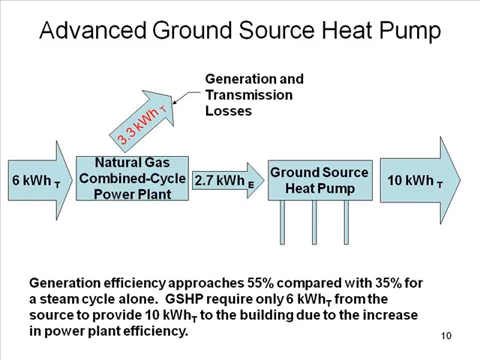 Advanced Ground Source Heat Pump
Generation and
Transmission
Losses
3.3 kWh T
6 kWh T
Natural Gas
Combined-Cycle
Power Plant
2.7 kWh E
Ground Source
Heat Pump
10 kWh T
Generation efficiency approaches 55% compared with 35% for
a steam cycle alone. GSHP require only 6 kWhT from the
source to provide 10 kWhT to the building due to the increase
in power plant efficiency.
10